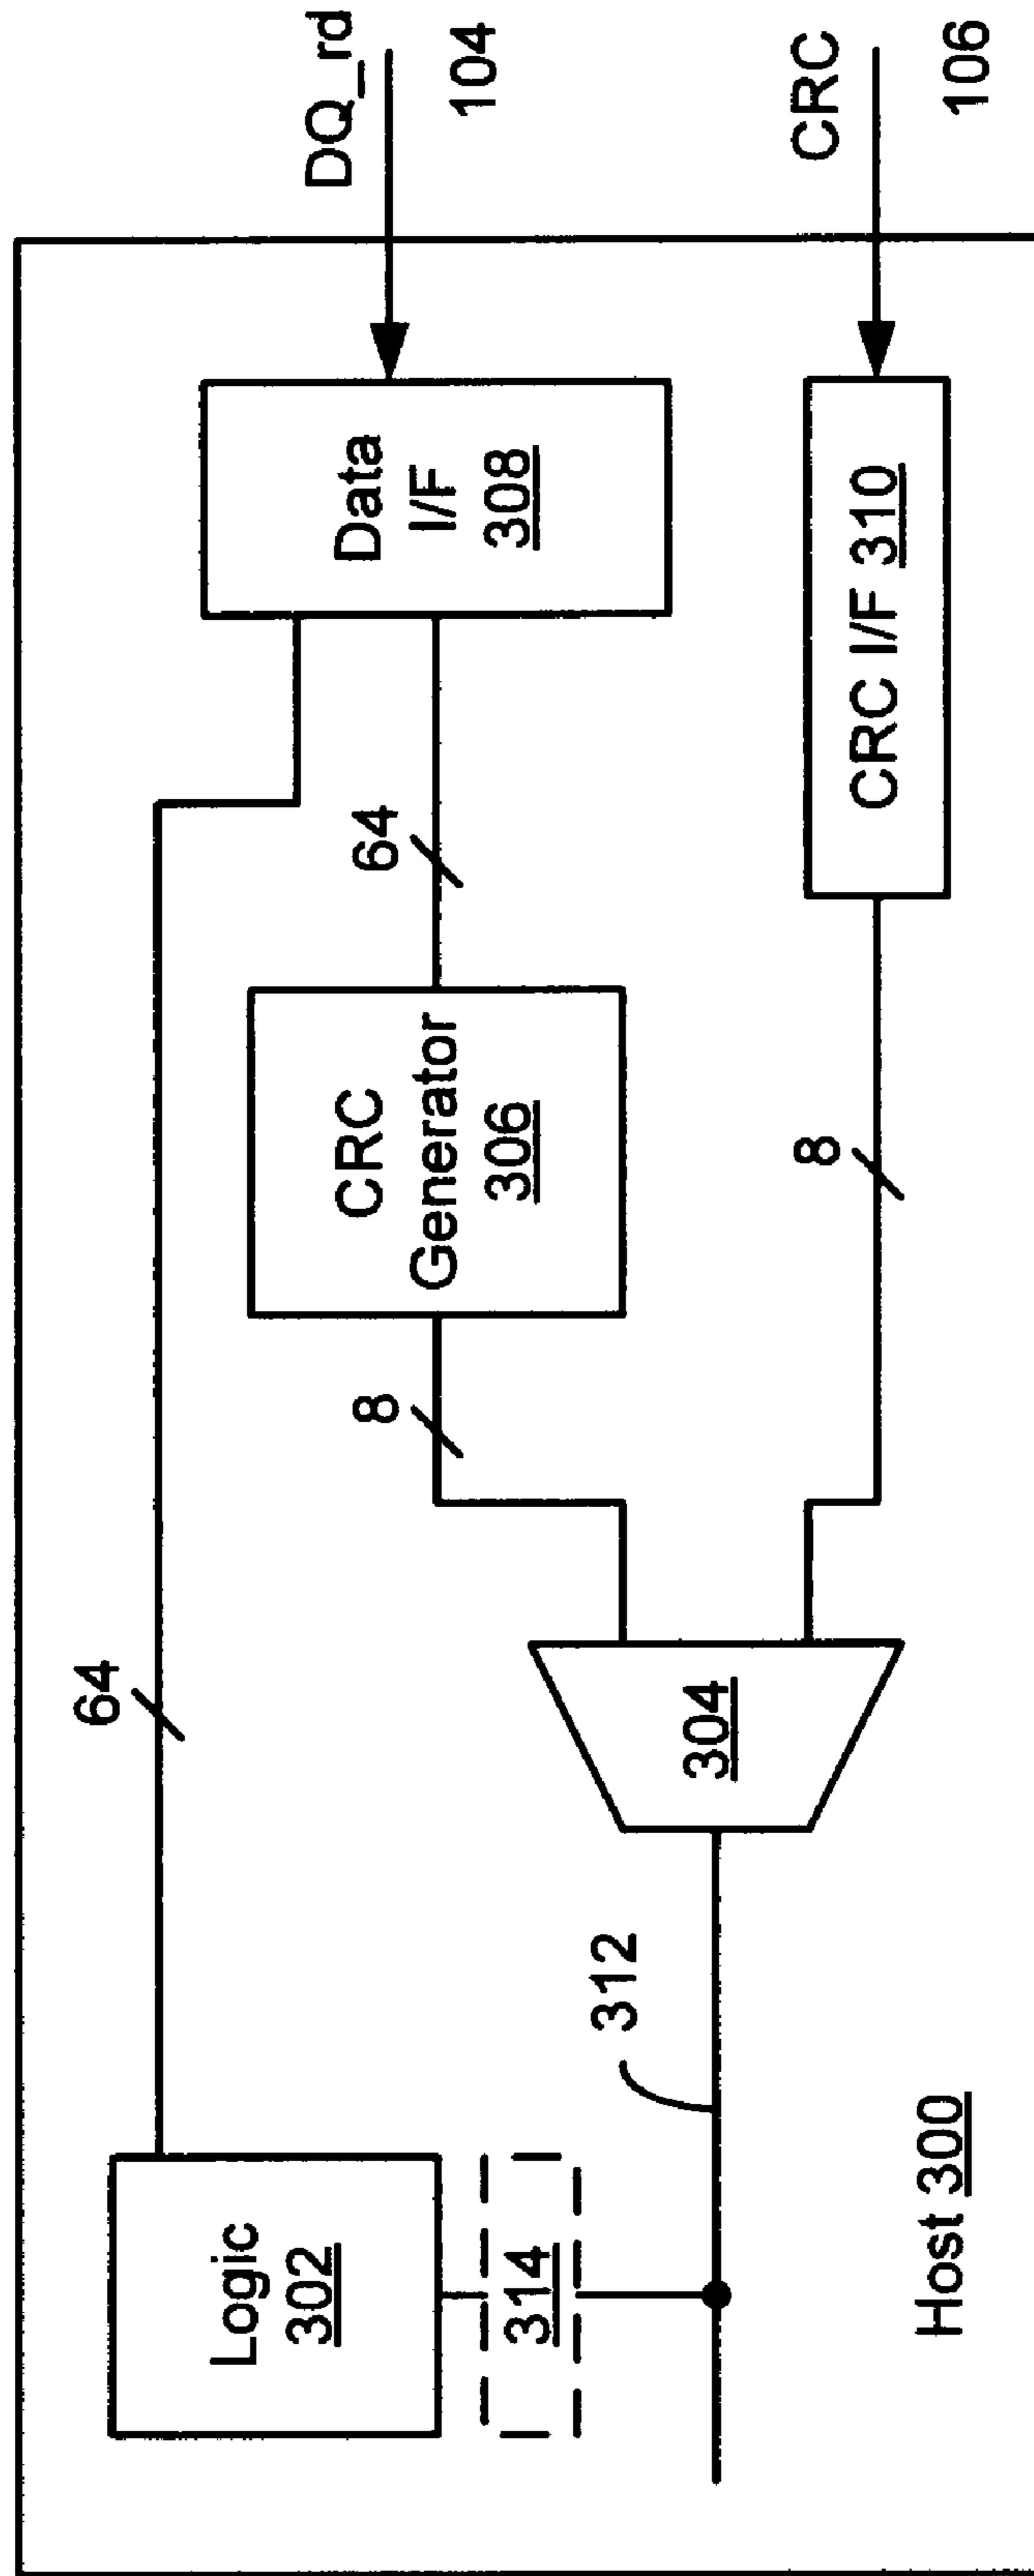 DQ_rd
104
64
64
Data
I/F
308
CRC
Generator
306
8
Logic
302
314
312
304
8
CRC I/F 310
CRC
106
Host 300